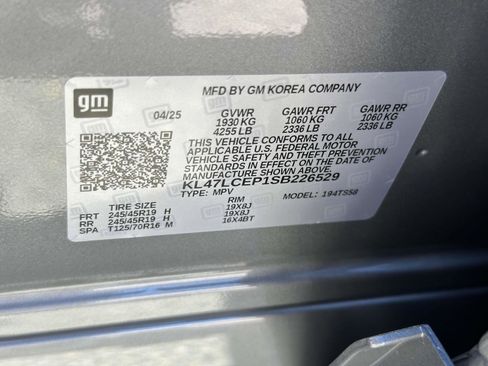 gm
MFD BY GM KOREA COMPANY
04/25 GVWR GAWR FRT GAWR RR
1930 KG 1060 KG 1060 KG
4255 LB 2336 LB 2336 LB
THIS VEHICLE CONFORMS TO ALL
APPLICABLE U.S. FEDERAL MOTOR
VEHICLE SAFETY AND THEFT PREVENTION
STANDARDS IN EFFECT ON THE DATE OF
MANUFACTURE SHOWN ABOVE.
KL47LCEP1SB226529
TYPE: MPV MODEL: 194TS58
TIRE SIZE RIM
FRT 245/45R19 H 19X8J
RR 245/45R19 H 19X8J
SPA T125/70R16 M 16X4BT